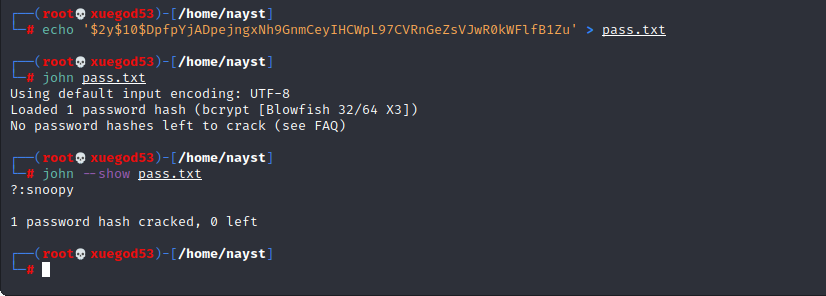 ┌──(root💀xuegod53)-[/home/nayst]
└─# echo '$2y$10$DpfpYjADpejngxNh9GnmCeyIHCWpL97CVRnGeZsVJwR0kWFlfB1Zu' > pass.txt
┌──(root💀xuegod53)-[/home/nayst]
└─# john pass.txt
Using default input encoding: UTF-8
Loaded 1 password hash (bcrypt [Blowfish 32/64 X3])
No password hashes left to crack (see FAQ)
┌──(root💀xuegod53)-[/home/nayst]
└─# john --show pass.txt
?:snoopy
1 password hash cracked, 0 left
┌──(root💀xuegod53)-[/home/nayst]
└─#